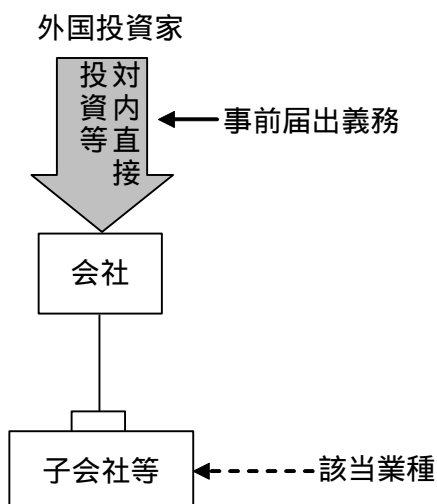 外国投資家
対内直接
投資等
事前届出義務
会社
子会社等
該当業種